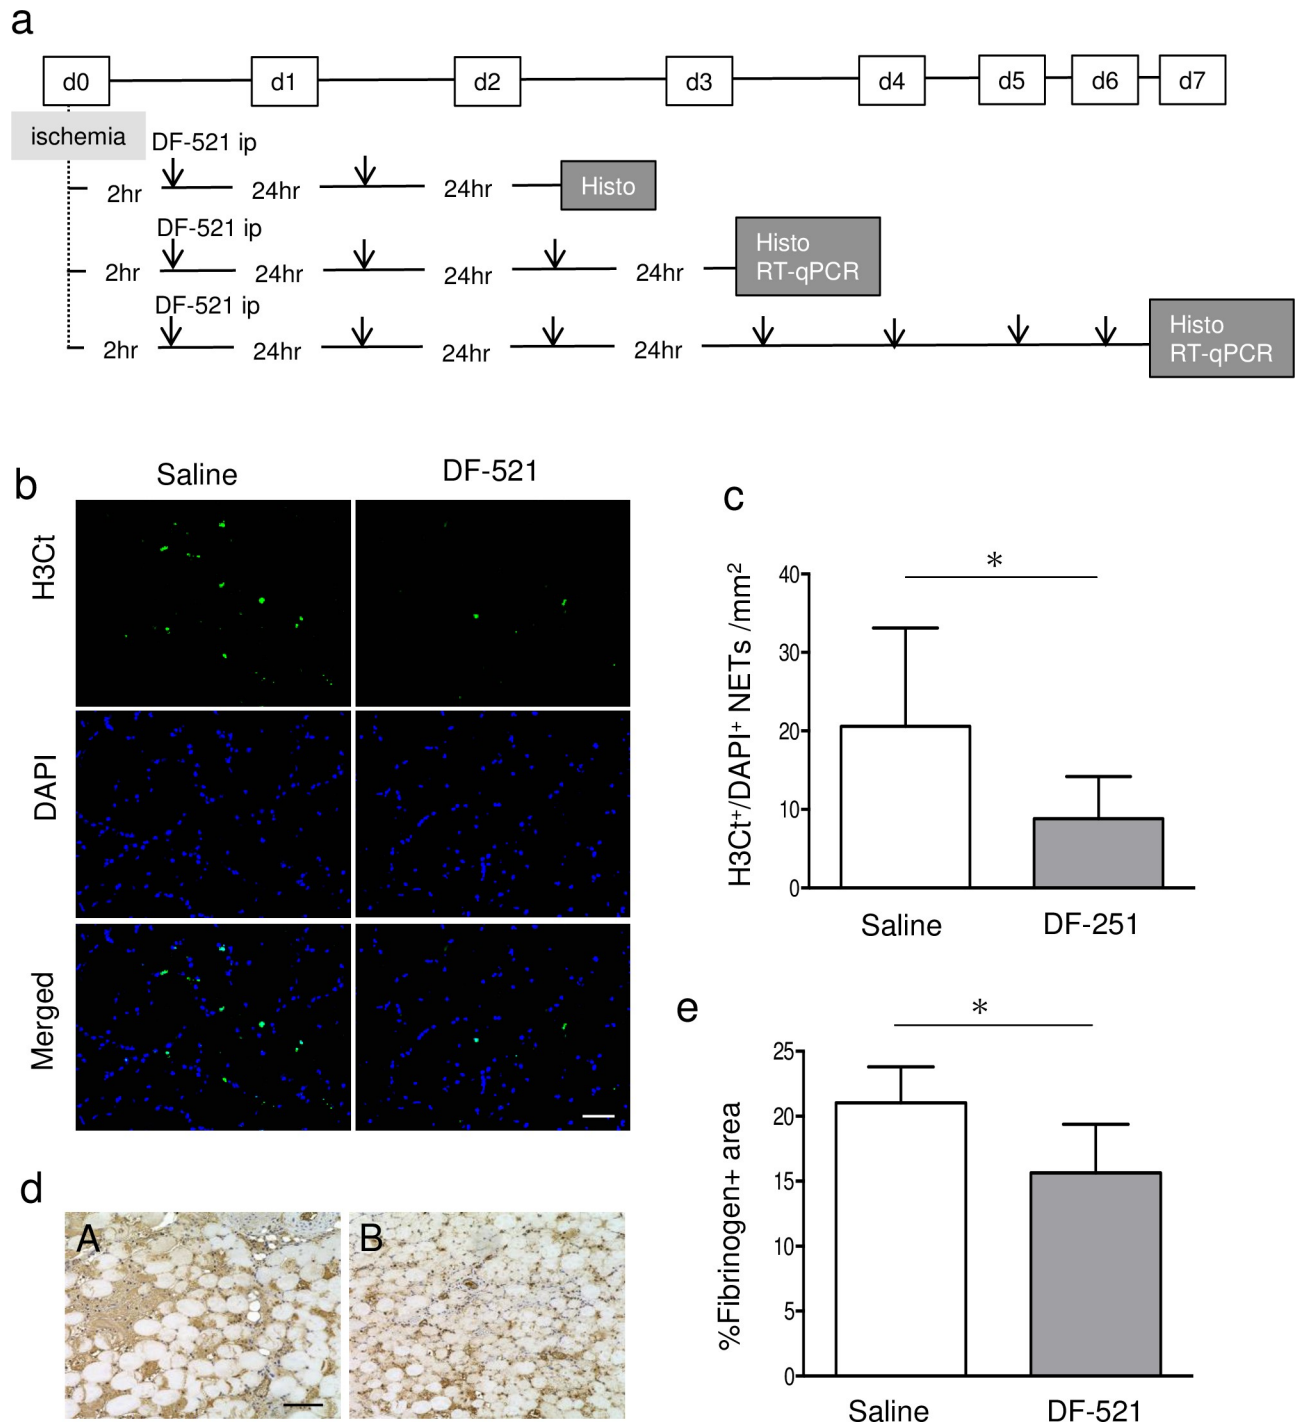 a
d0 d1 d2 d3 d4 d5 d6 d7
ischemia
DF-521 ip
2hr 24hr 24hr Histo
DF-521 ip
2hr 24hr 24hr 24hr Histo
RT-qPCR
DF-521 ip
2hr 24hr 24hr 24hr Histo
RT-qPCR
b
Saline DF-521
H3Ct
DAPI
Merged
c
*
H3Ct⁺/DAPI⁺ NETs /mm²
40
30
20
10
0
Saline DF-251
d
A B
e
*
%Fibrinogen+ area
25
20
15
10
5
0
Saline DF-521